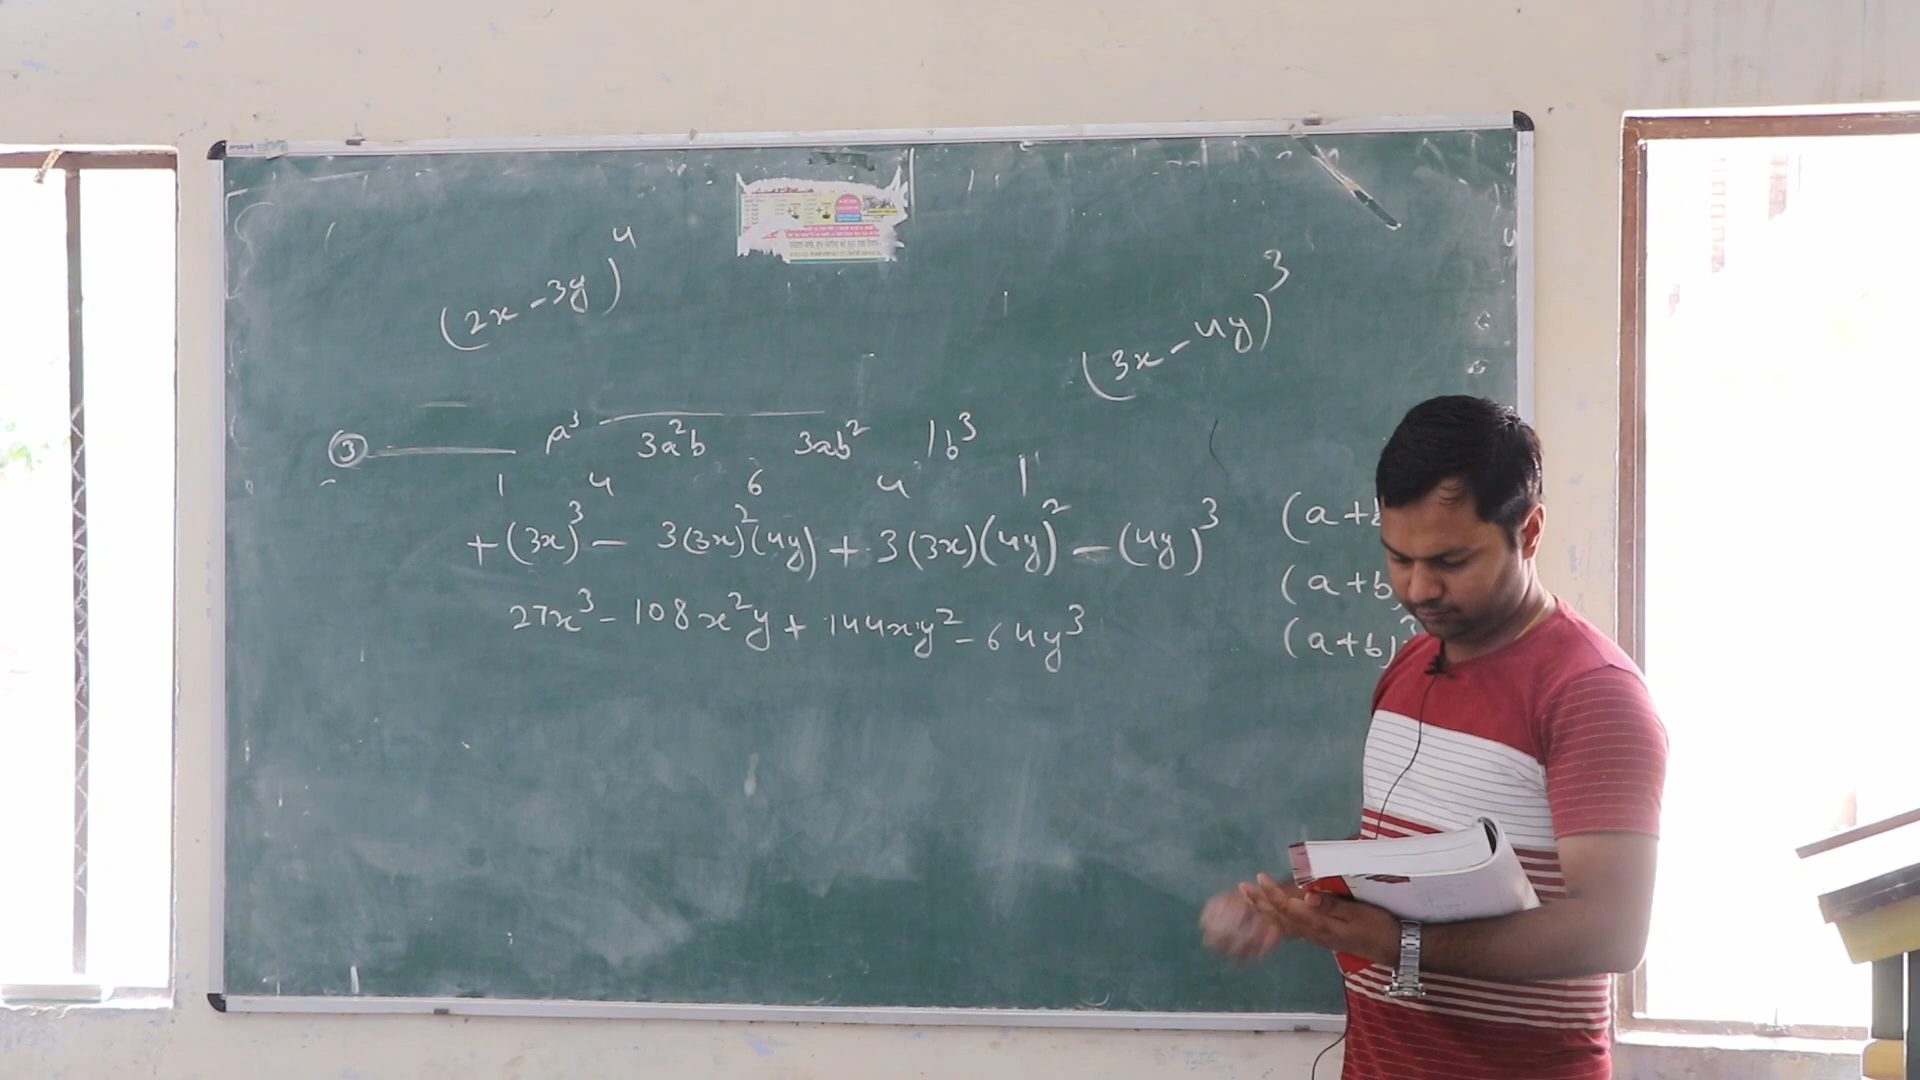 (2x - 3y)^4
(3x - 4y)^3
③ a^3 3a^2b 3ab^2 1b^3
1 4 6 4 1
+ (3x)^3 - 3(3x)^2(4y) + 3(3x)(4y)^2 - (4y)^3
27x^3 - 108x^2y + 144xy^2 - 64y^3
(a+
(a+b
(a+b)